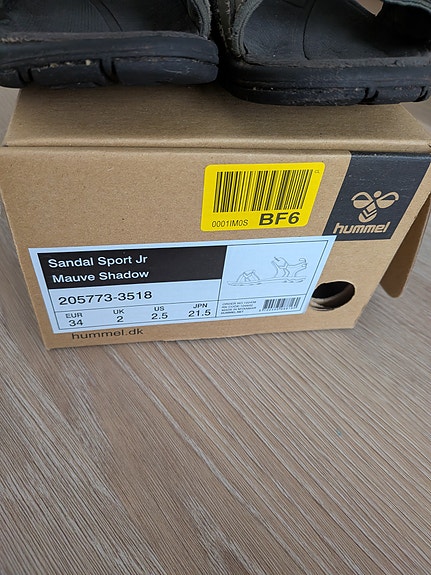 0001IM0S BF6
hummel
Sandal Sport Jr
Mauve Shadow
205773-3518
EUR UK US JPN
34 2 2.5 21.5
hummel.dk